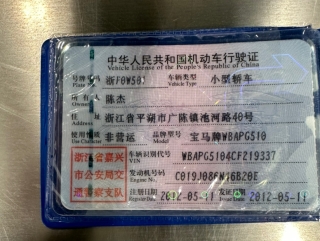 中华人民共和国机动车行驶证
Vehicle License of the People's Republic of China
号牌号码 浙F0W507 车辆类型 小型轿车
Plate No. Vehicle Type
所有人 陈杰
Owner
住址 浙江省平湖市广陈镇池河路40号
Address
使用性质 非营运 品牌型号 宝马牌WBAPG510
Use Character Model
浙江省嘉兴
市公安局交
通警察支队
车辆识别代号 WBAPG5104CF219337
VIN
发动机号码 C019J086N16B20E
Engine No.
注册日期 2012-05-11 发证日期 2012-05-11
Register Date Issue Date